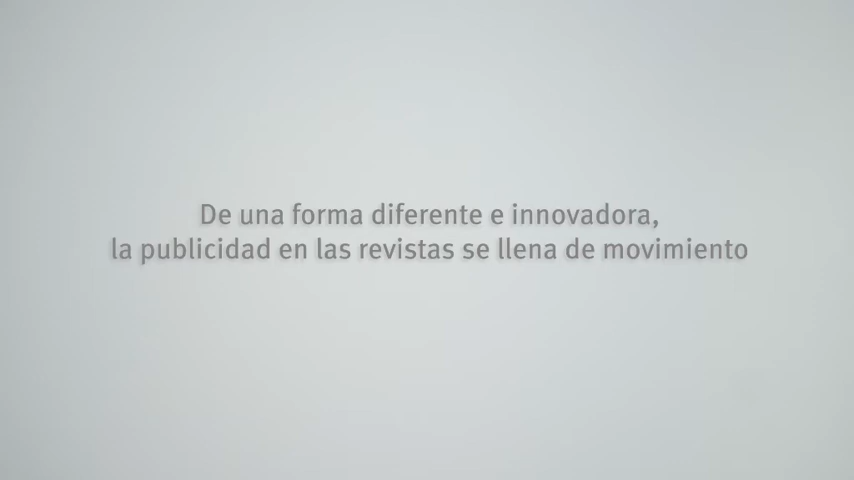 De una forma diferente e innovadora,
la publicidad en las revistas se llena de movimiento